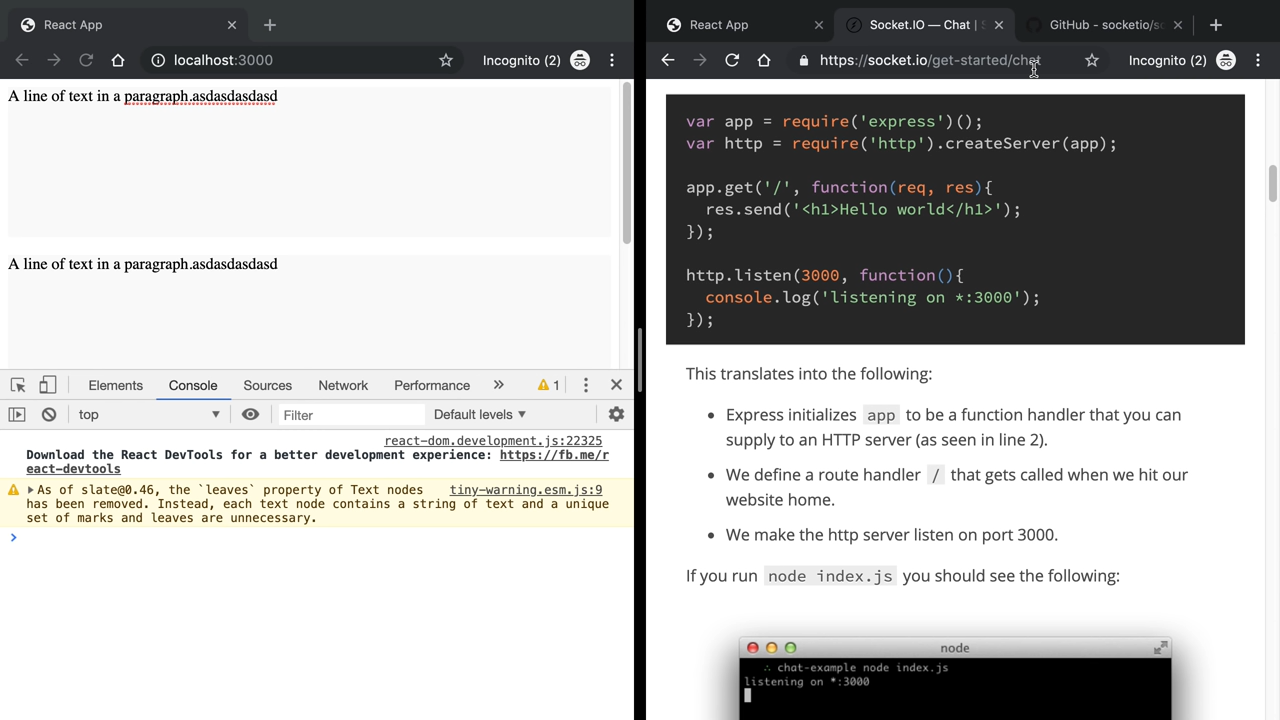 React App
localhost:3000
Incognito (2)
A line of text in a paragraph.asdasdasdasd
A line of text in a paragraph.asdasdasdasd
Elements Console Sources Network Performance » 1
top Filter Default levels
react-dom.development.js:22325
Download the React DevTools for a better development experience: https://fb.me/r
eact-devtools
As of slate@0.46, the `leaves` property of Text nodes tiny-warning.esm.js:9
has been removed. Instead, each text node contains a string of text and a unique
set of marks and leaves are unnecessary.
React App
Socket.IO — Chat |
GitHub - socketio/so
https://socket.io/get-started/chat
Incognito (2)
var app = require('express')();
var http = require('http').createServer(app);
app.get('/', function(req, res){
res.send('<h1>Hello world</h1>');
});
http.listen(3000, function(){
console.log('listening on *:3000');
});
This translates into the following:
• Express initializes app to be a function handler that you can
supply to an HTTP server (as seen in line 2).
• We define a route handler / that gets called when we hit our
website home.
• We make the http server listen on port 3000.
If you run node index.js you should see the following:
node
∴ chat-example node index.js
listening on *:3000